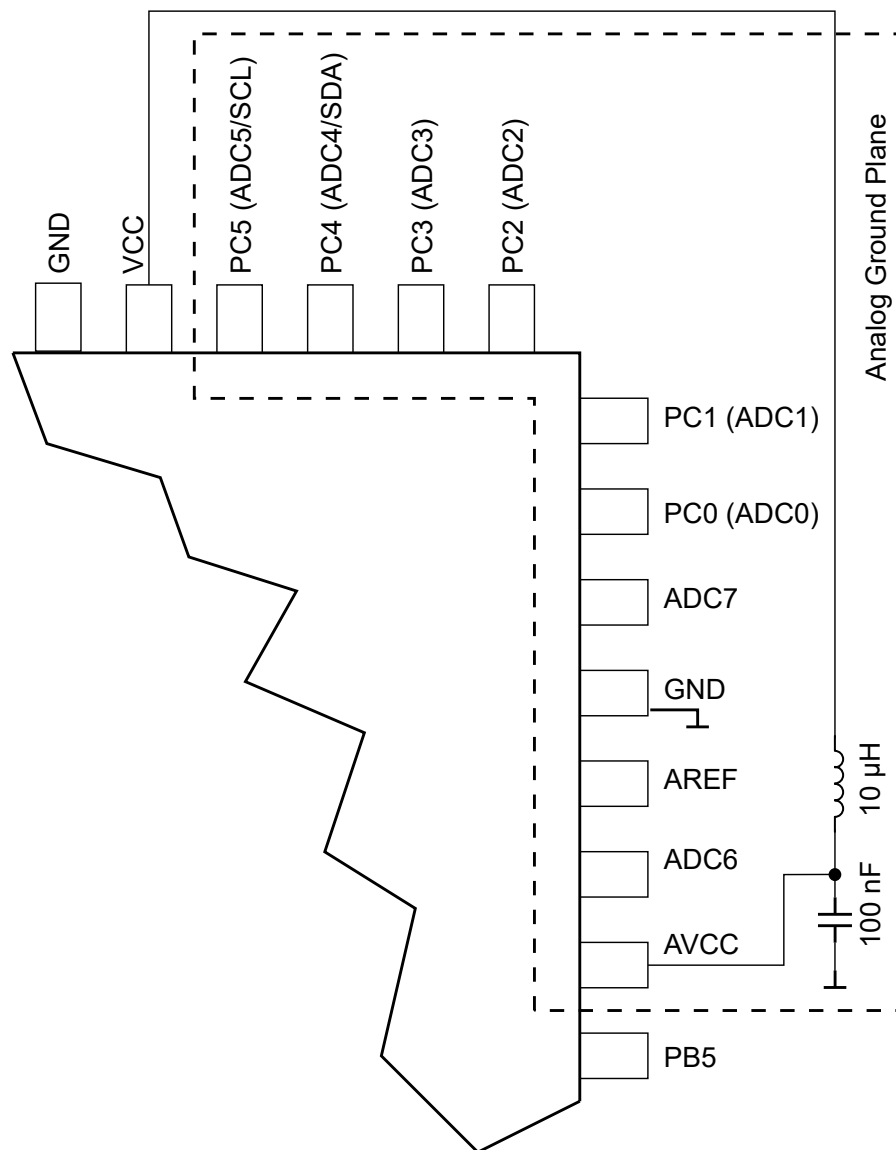 GND
VCC
PC5 (ADC5/SCL)
PC4 (ADC4/SDA)
PC3 (ADC3)
PC2 (ADC2)
Analog Ground Plane
PC1 (ADC1)
PC0 (ADC0)
ADC7
GND
AREF
10 µH
ADC6
100 nF
AVCC
PB5